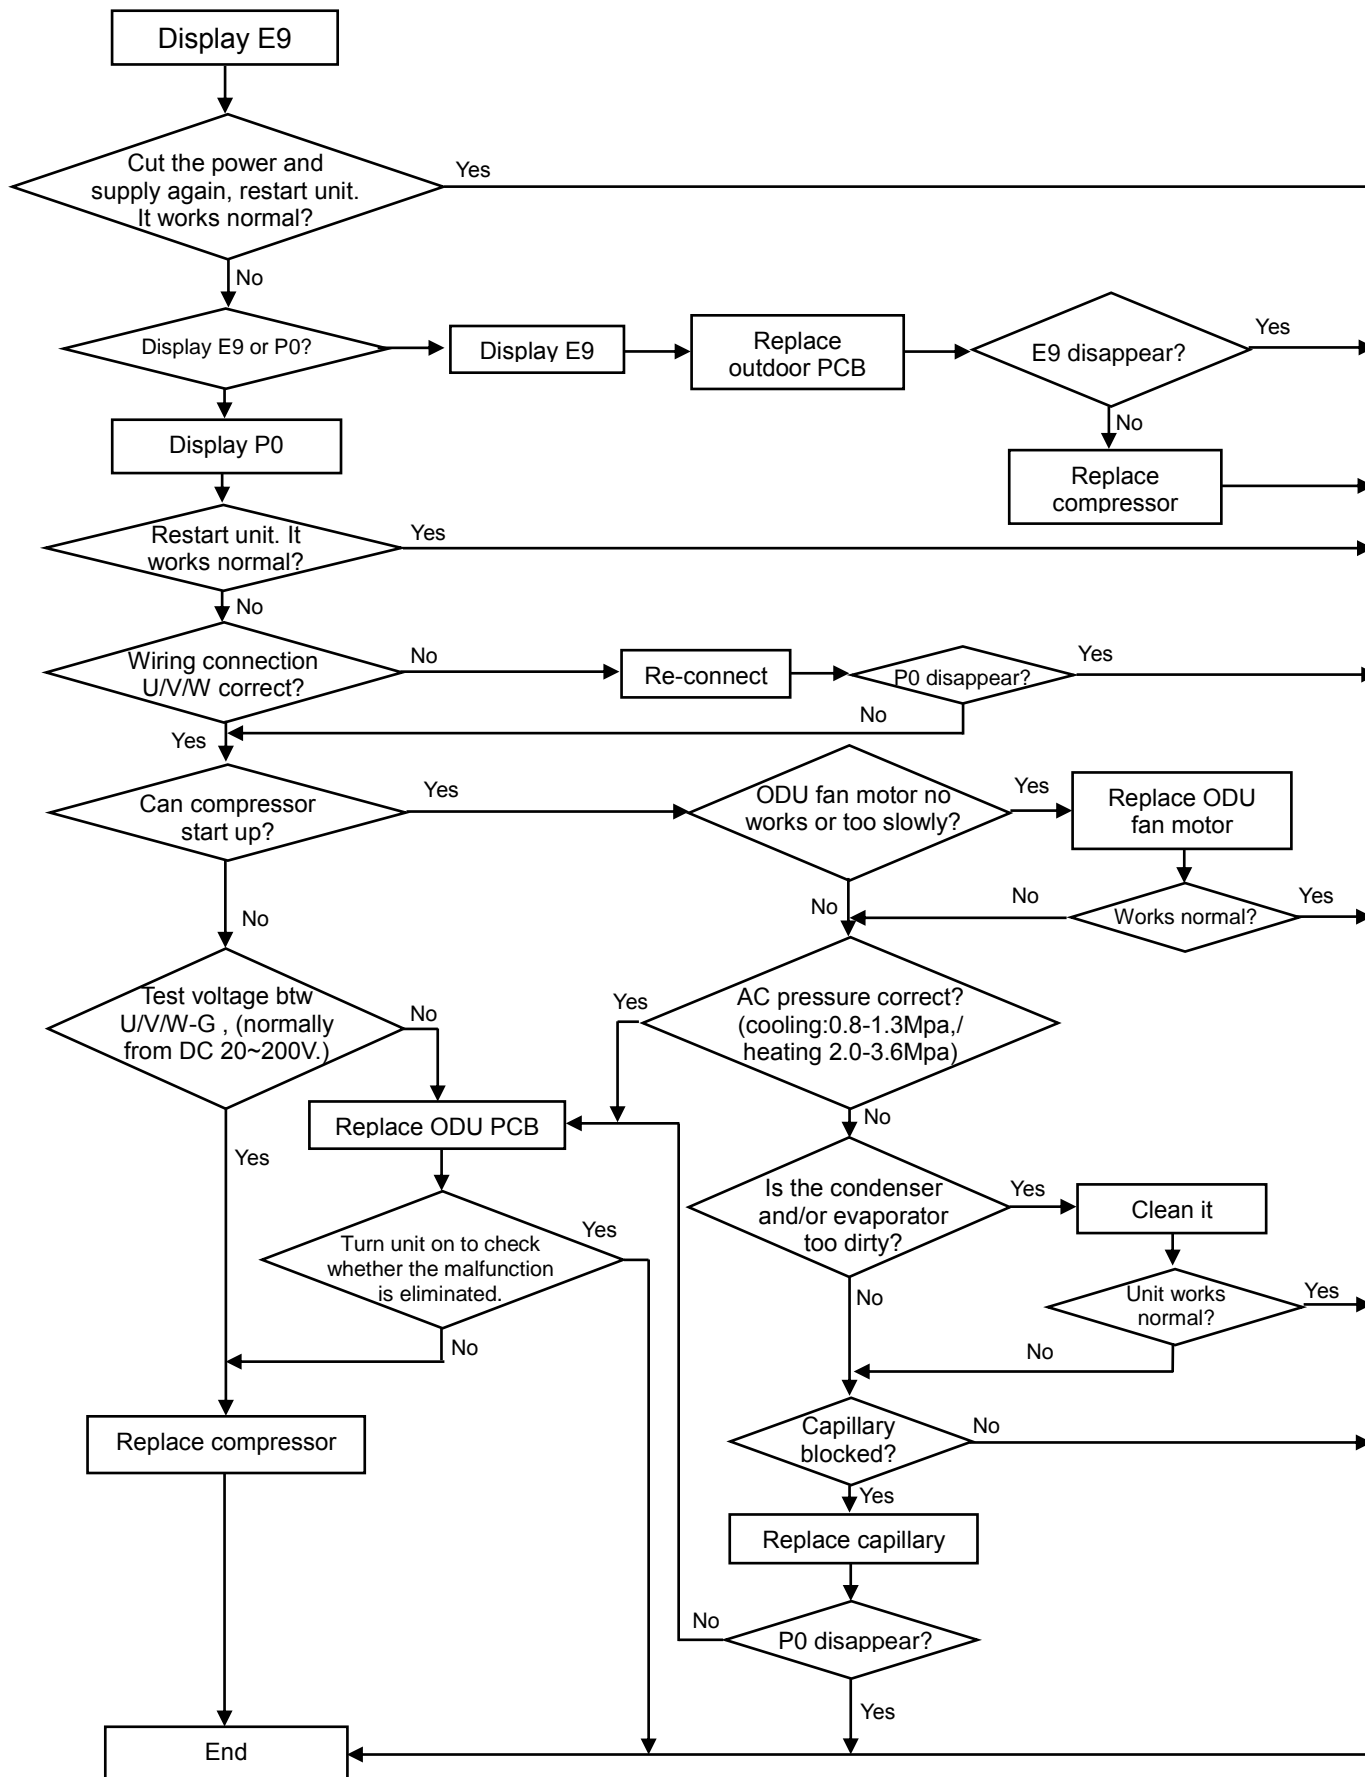 Display E9
Cut the power and
supply again, restart unit.
It works normal?
Yes
No
Display E9 or P0?
Display E9
Replace
outdoor PCB
E9 disappear?
Yes
No
Replace
compressor
Display P0
Restart unit. It
works normal?
Yes
No
Wiring connection
U/V/W correct?
No
Re-connect
P0 disappear?
Yes
No
Yes
Can compressor
start up?
Yes
ODU fan motor no
works or too slowly?
Yes
Replace ODU
fan motor
No
No
Works normal?
Yes
No
Test voltage btw
U/V/W-G , (normally
from DC 20~200V.)
No
Yes
AC pressure correct?
(cooling:0.8-1.3Mpa,/
heating 2.0-3.6Mpa)
No
Replace ODU PCB
Yes
Turn unit on to check
whether the malfunction
is eliminated.
Yes
No
Is the condenser
and/or evaporator
too dirty?
Yes
Clean it
Unit works
normal?
Yes
No
No
Replace compressor
Capillary
blocked?
No
Yes
Replace capillary
No
P0 disappear?
Yes
End